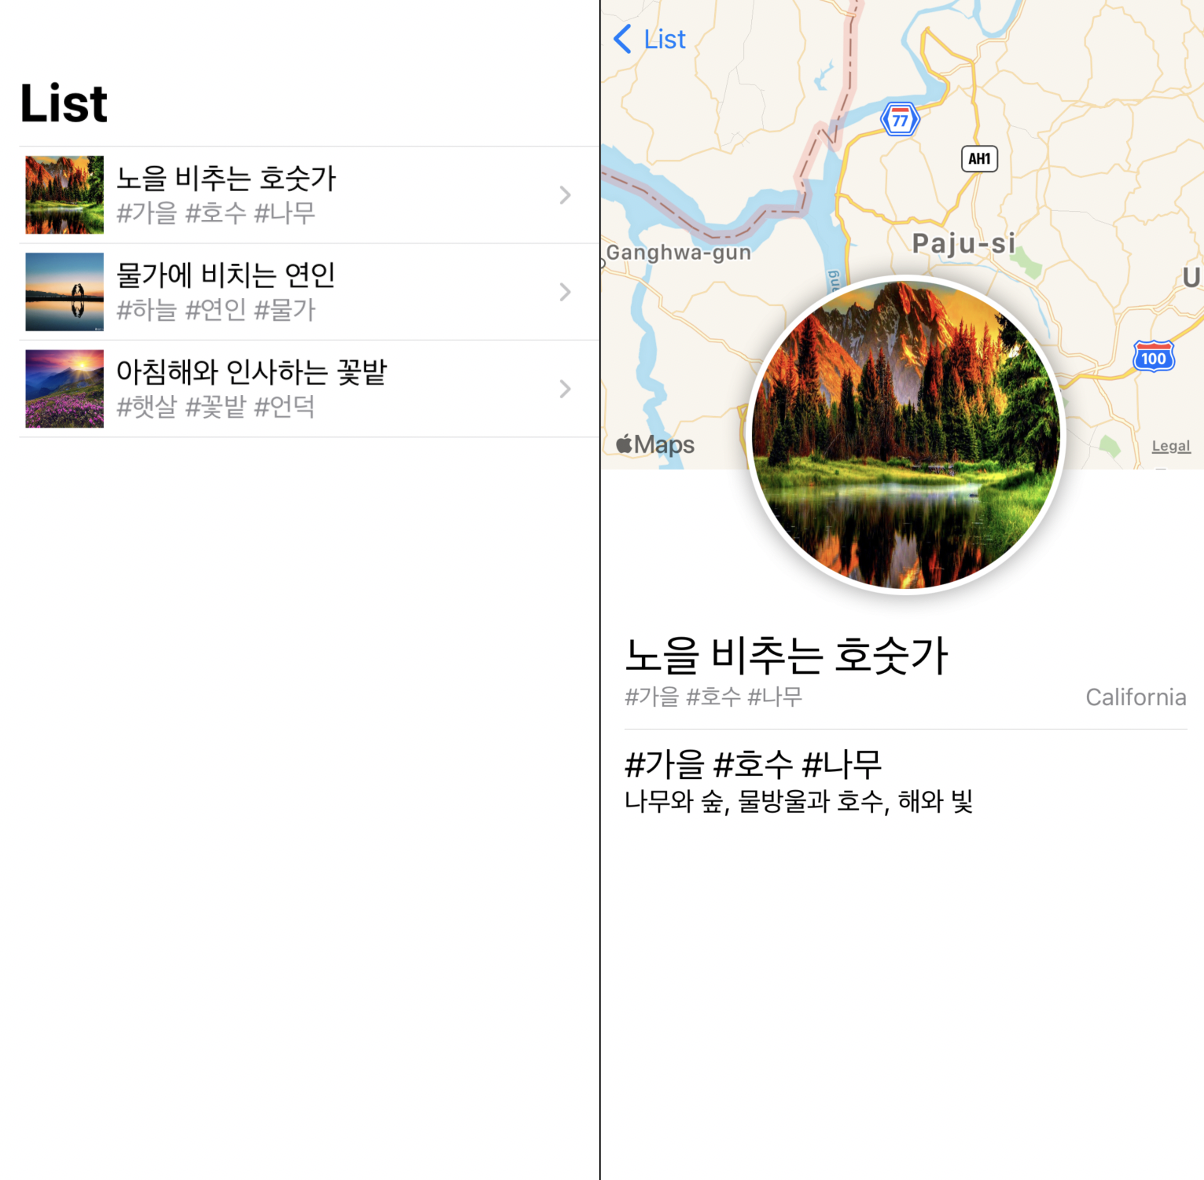 List
노을 비추는 호숫가
#가을 #호수 #나무
물가에 비치는 연인
#하늘 #연인 #물가
아침해와 인사하는 꽃밭
#햇살 #꽃밭 #언덕
List
77
AH1
Ganghwa-gun
Paju-si
U
100
Maps
Legal
노을 비추는 호숫가
#가을 #호수 #나무
California
#가을 #호수 #나무
나무와 숲, 물방울과 호수, 해와 빛